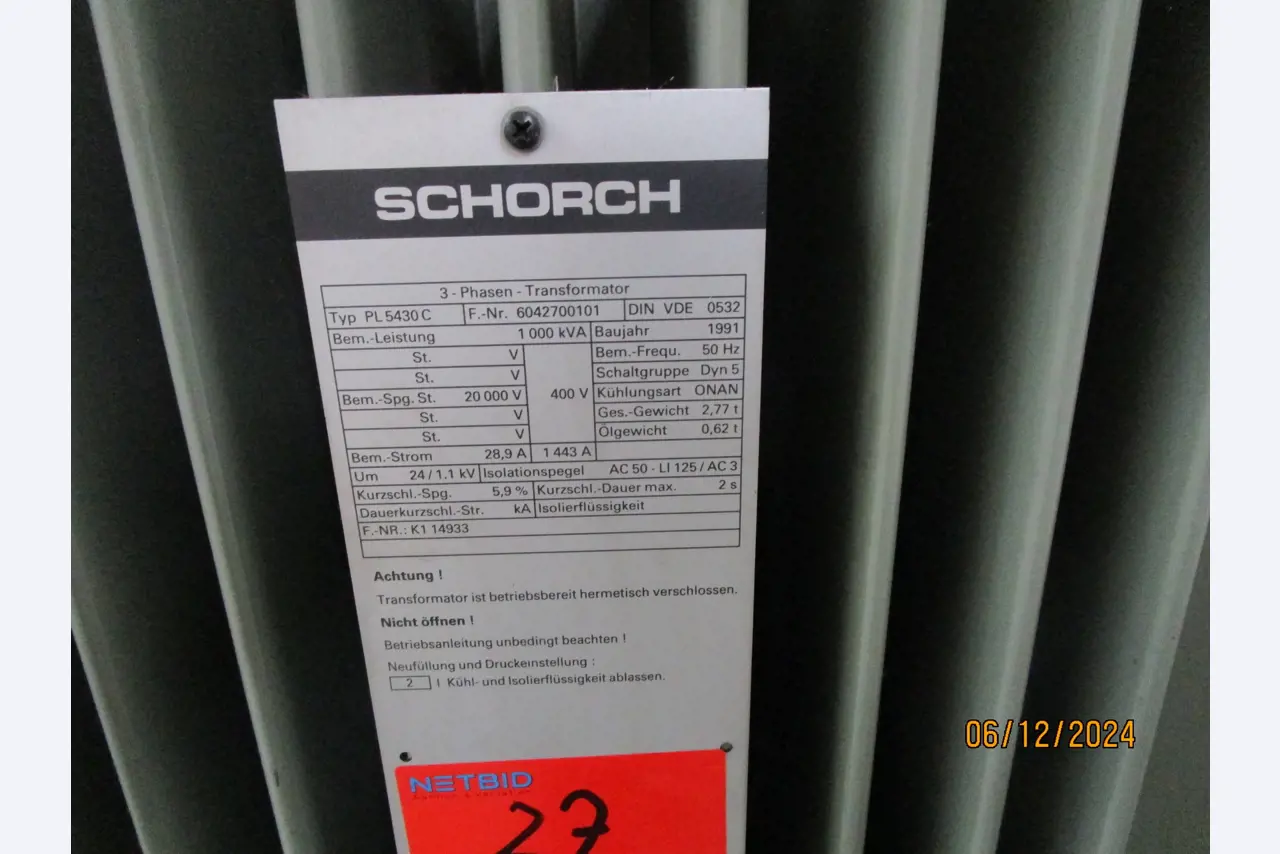 SCHORCH
3 - Phasen - Transformator
Typ PL 5430 C F.-Nr. 6042700101 DIN VDE 0532
Bem.-Leistung 1 000 kVA Baujahr 1991
St. V Bem.-Frequ. 50 Hz
St. V Schaltgruppe Dyn 5
Bem.-Spg. St. 20 000 V 400 V Kühlungsart ONAN
St. V Ges.-Gewicht 2,77 t
St. V Ölgewicht 0,62 t
Bem.-Strom 28,9 A 1 443 A
Um 24 / 1.1 kV Isolationspegel AC 50 - LI 125 / AC 3
Kurzschl.-Spg. 5,9 % Kurzschl.-Dauer max. 2 s
Dauerkurzschl.-Str. kA Isolierflüssigkeit
F.-NR.: K1 14933
Achtung !
Transformator ist betriebsbereit hermetisch verschlossen.
Nicht öffnen !
Betriebsanleitung unbedingt beachten !
Neufüllung und Druckeinstellung :
2 l Kühl- und Isolierflüssigkeit ablassen.
NETBID
27
06/12/2024